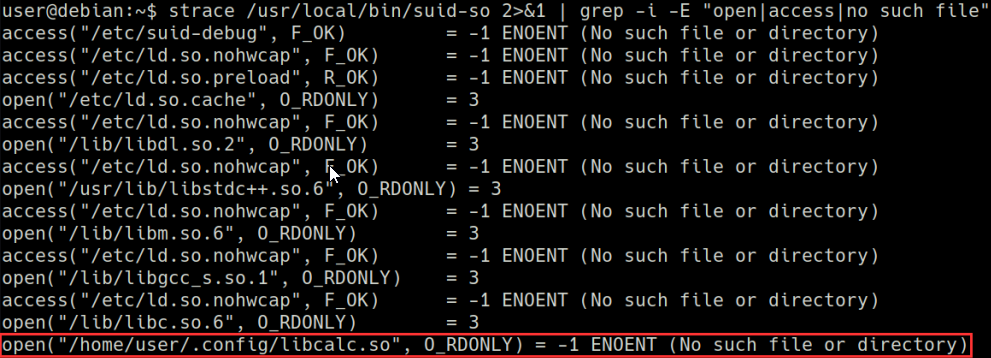 user@debian:~$ strace /usr/local/bin/suid-so 2>&1 | grep -i -E "open|access|no such file"
access("/etc/suid-debug", F_OK)         = -1 ENOENT (No such file or directory)
access("/etc/ld.so.nohwcap", F_OK)      = -1 ENOENT (No such file or directory)
access("/etc/ld.so.preload", R_OK)      = -1 ENOENT (No such file or directory)
open("/etc/ld.so.cache", O_RDONLY)      = 3
access("/etc/ld.so.nohwcap", F_OK)      = -1 ENOENT (No such file or directory)
open("/lib/libdl.so.2", O_RDONLY)       = 3
access("/etc/ld.so.nohwcap", F_OK)      = -1 ENOENT (No such file or directory)
open("/usr/lib/libstdc++.so.6", O_RDONLY) = 3
access("/etc/ld.so.nohwcap", F_OK)      = -1 ENOENT (No such file or directory)
open("/lib/libm.so.6", O_RDONLY)        = 3
access("/etc/ld.so.nohwcap", F_OK)      = -1 ENOENT (No such file or directory)
open("/lib/libgcc_s.so.1", O_RDONLY)    = 3
access("/etc/ld.so.nohwcap", F_OK)      = -1 ENOENT (No such file or directory)
open("/lib/libc.so.6", O_RDONLY)        = 3
open("/home/user/.config/libcalc.so", O_RDONLY) = -1 ENOENT (No such file or directory)